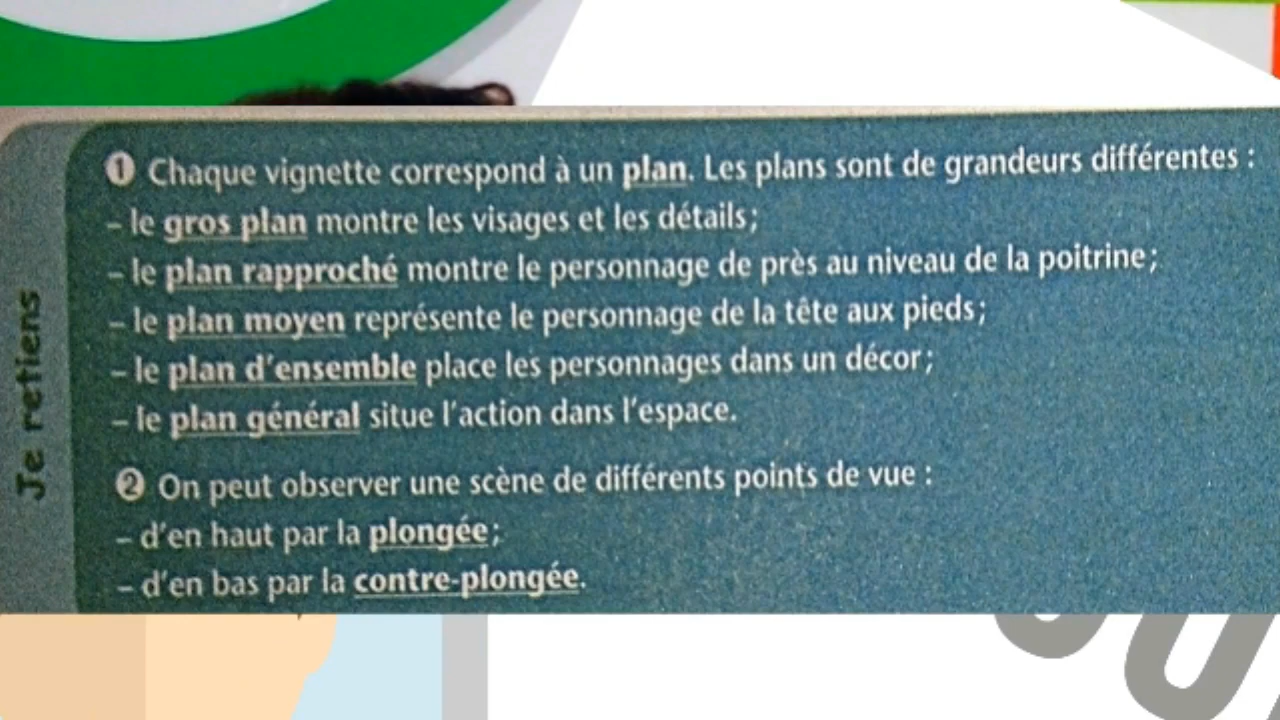 Je retiens
❶ Chaque vignette correspond à un plan. Les plans sont de grandeurs différentes :
– le gros plan montre les visages et les détails;
– le plan rapproché montre le personnage de près au niveau de la poitrine;
– le plan moyen représente le personnage de la tête aux pieds;
– le plan d'ensemble place les personnages dans un décor;
– le plan général situe l'action dans l'espace.
❷ On peut observer une scène de différents points de vue :
– d'en haut par la plongée;
– d'en bas par la contre-plongée.